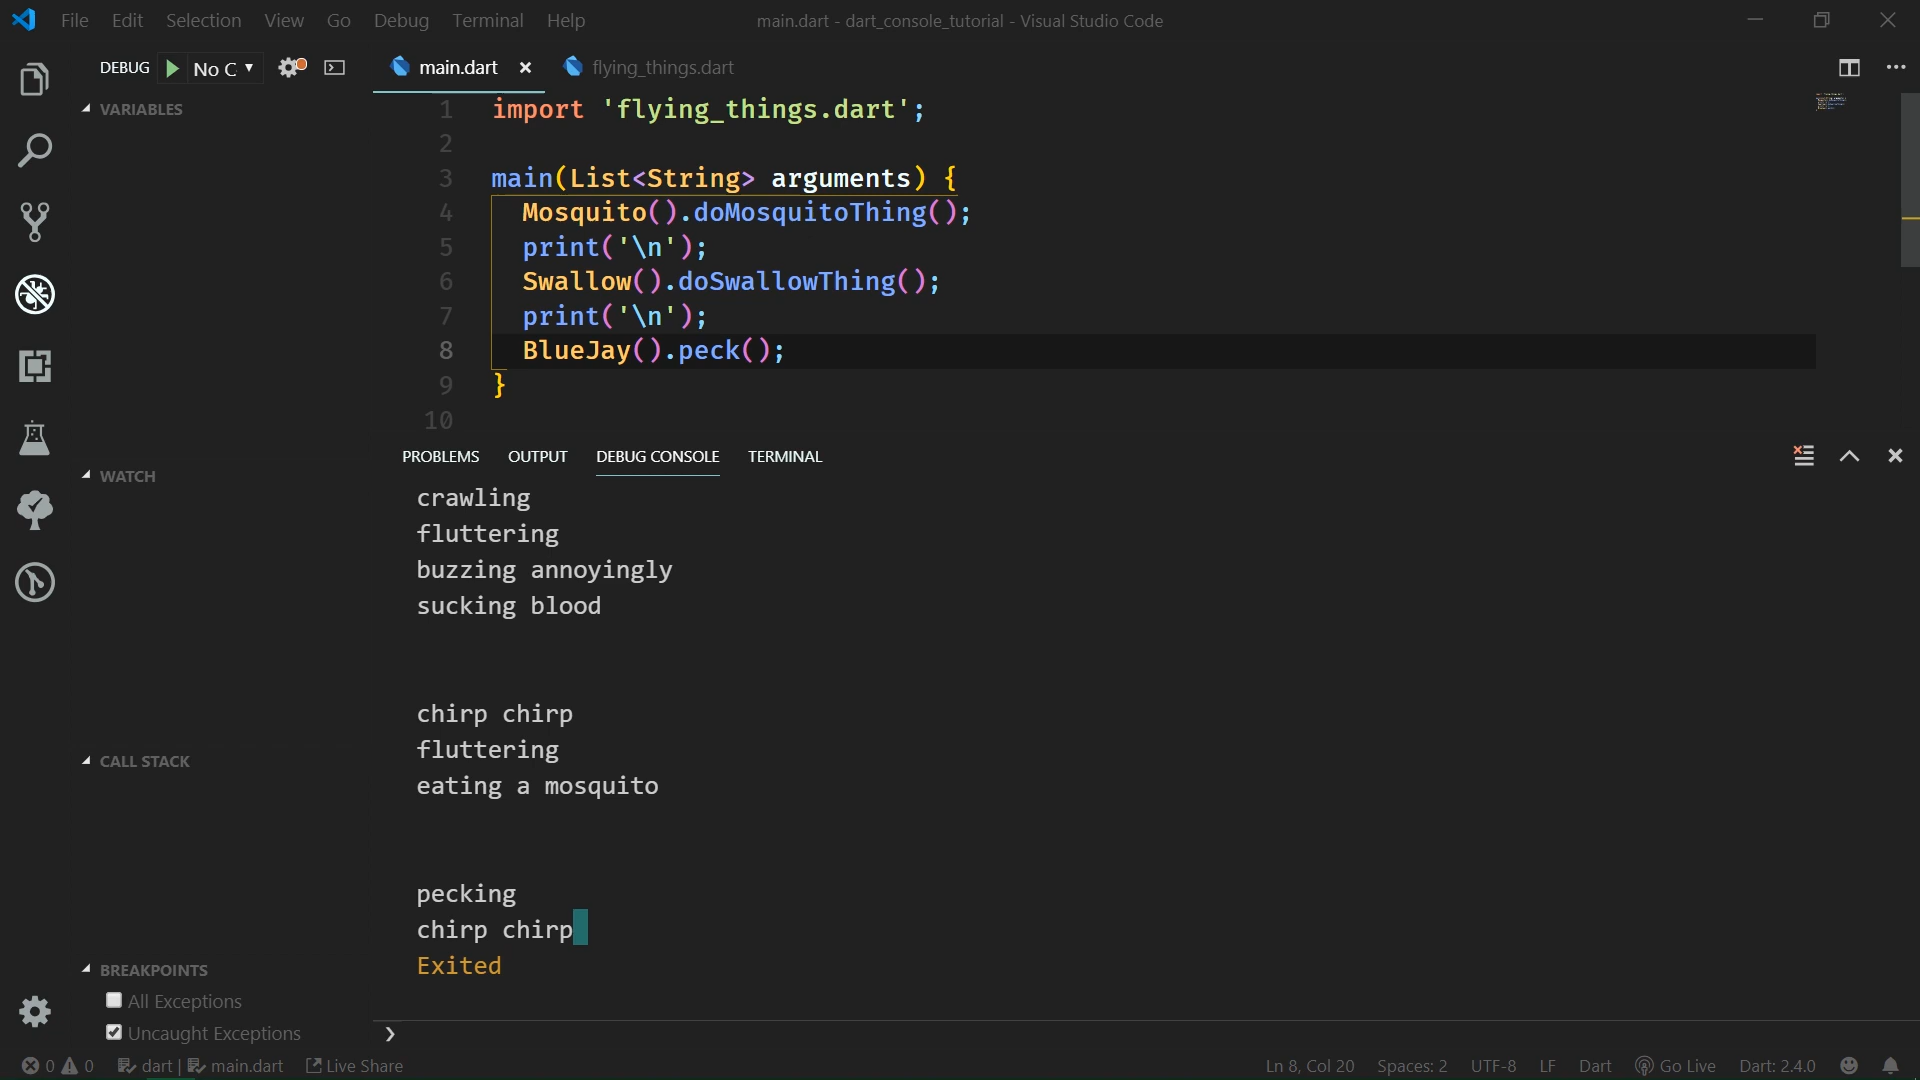 File Edit Selection View Go Debug Terminal Help
main.dart - dart_console_tutorial - Visual Studio Code
DEBUG No C
main.dart
flying_things.dart
VARIABLES
1 import 'flying_things.dart';
2
3 main(List<String> arguments) {
4 Mosquito().doMosquitoThing();
5 print('\n');
6 Swallow().doSwallowThing();
7 print('\n');
8 BlueJay().peck();
9 }
10
PROBLEMS OUTPUT DEBUG CONSOLE TERMINAL
WATCH
crawling
fluttering
buzzing annoyingly
sucking blood
chirp chirp
fluttering
eating a mosquito
CALL STACK
pecking
chirp chirp
Exited
BREAKPOINTS
All Exceptions
Uncaught Exceptions
0 0 dart | main.dart Live Share
Ln 8, Col 20 Spaces: 2 UTF-8 LF Dart Go Live Dart: 2.4.0